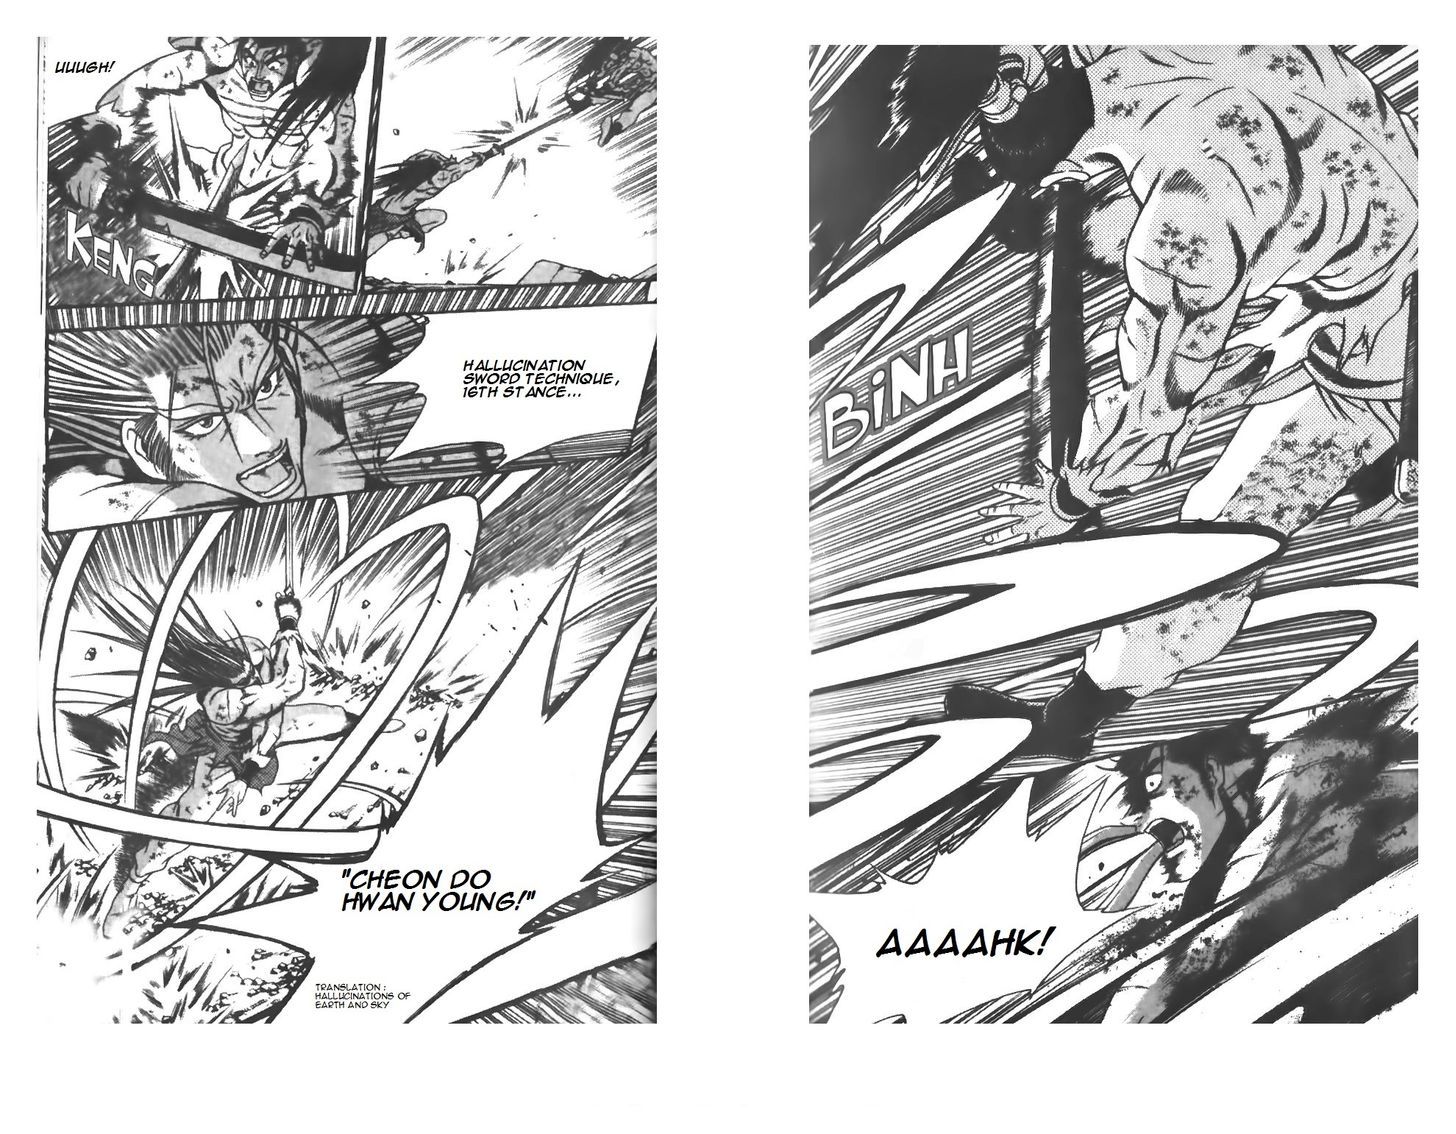 UUUGH!
KENG
HALLUCINATION
SWORD TECHNIQUE,
16TH STANCE...
"CHEON DO
HWAN YOUNG!"
TRANSLATION :
HALLUCINATIONS OF
EARTH AND SKY
BiNH
AAAAHK!